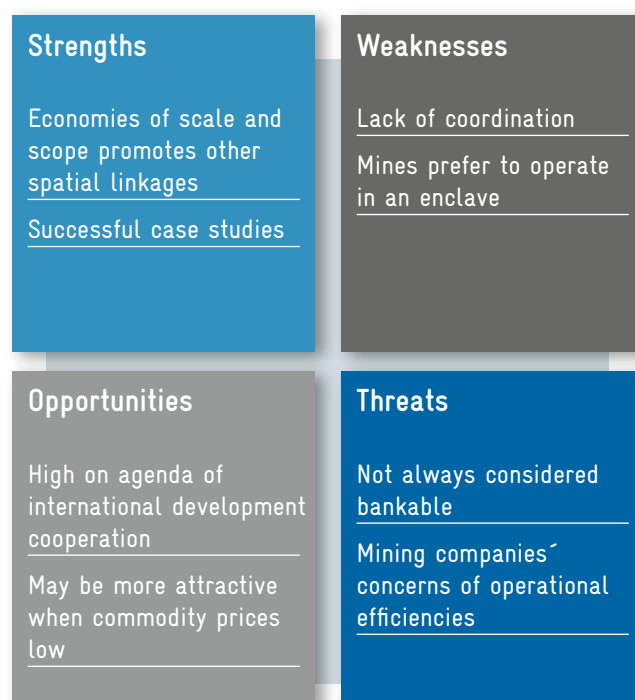 Strengths
Economies of scale and
scope promotes other
spatial linkages
Successful case studies
Weaknesses
Lack of coordination
Mines prefer to operate
in an enclave
Opportunities
High on agenda of
international development
cooperation
May be more attractive
when commodity prices
low
Threats
Not always considered
bankable
Mining companies´
concerns of operational
efficiencies